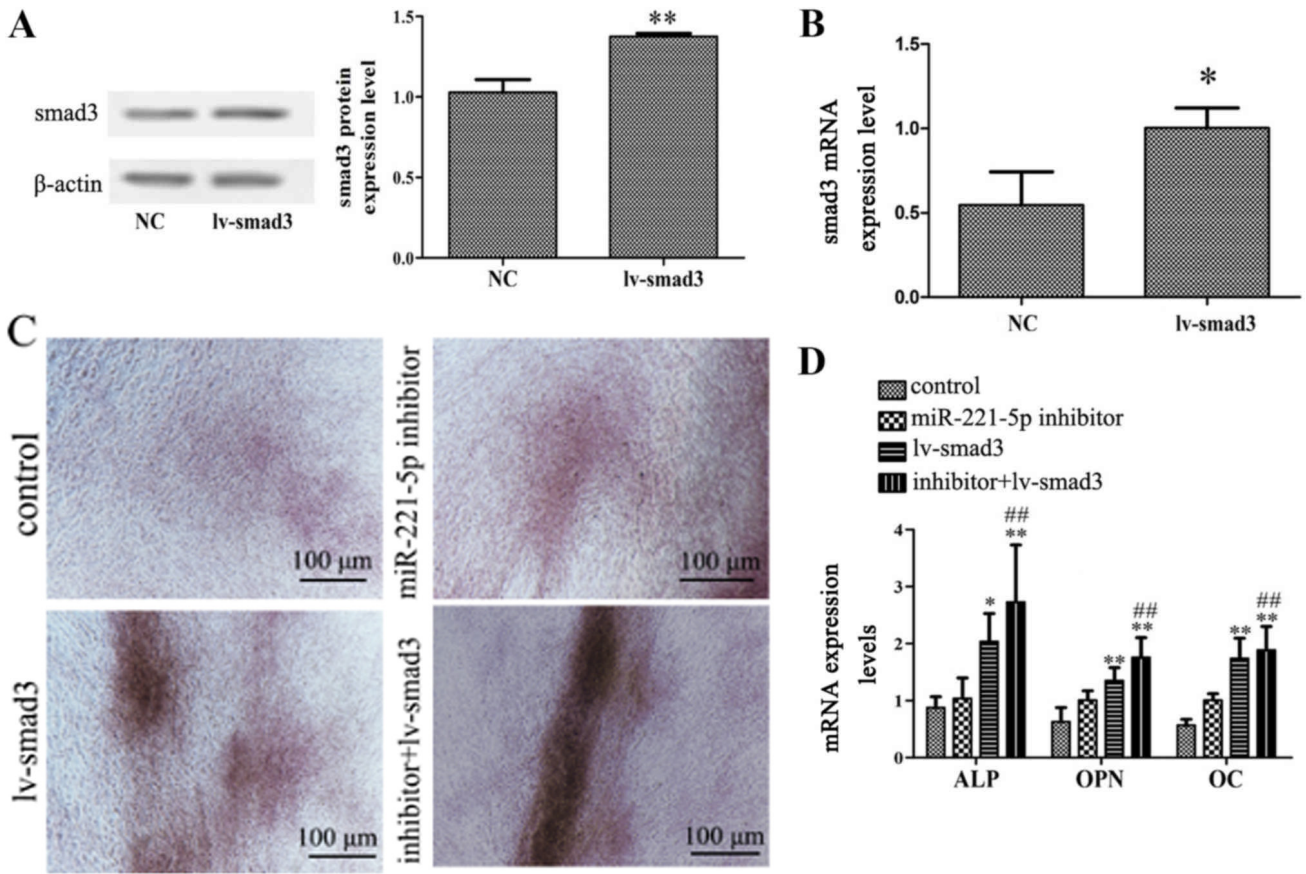 A
smad3
β-actin
NC lv-smad3
smad3 protein
expression level
1.5
1.0
0.5
0.0
**
NC lv-smad3
B
smad3 mRNA
expression level
1.5
1.0
0.5
0.0
*
NC lv-smad3
C
control
100 μm
miR-221-5p inhibitor
100 μm
lv-smad3
100 μm
inhibitor+lv-smad3
100 μm
D
control
miR-221-5p inhibitor
lv-smad3
inhibitor+lv-smad3
mRNA expression
levels
4
3
2
1
0
*
##
**
**
##
**
**
##
**
ALP OPN OC